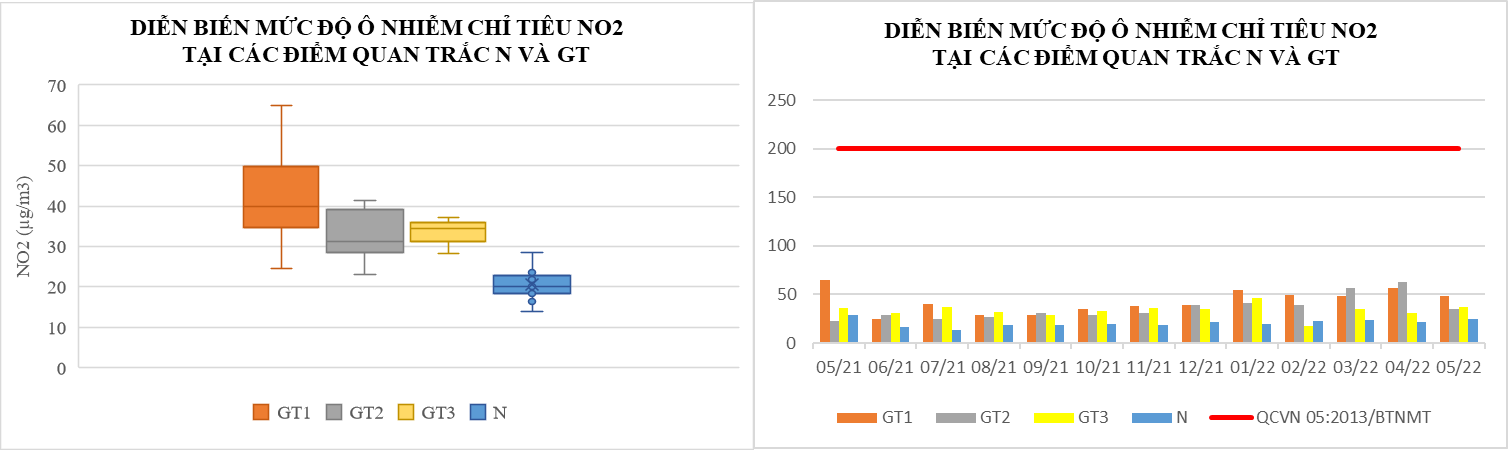 DIỄN BIẾN MỨC ĐỘ Ô NHIỄM CHỈ TIÊU NO2
TẠI CÁC ĐIỂM QUAN TRẮC N VÀ GT
70
60
50
40
30
20
10
0
NO2 (µg/m3)
GT1 GT2 GT3 N
DIỄN BIẾN MỨC ĐỘ Ô NHIỄM CHỈ TIÊU NO2
TẠI CÁC ĐIỂM QUAN TRẮC N VÀ GT
250
200
150
100
50
0
05/21 06/21 07/21 08/21 09/21 10/21 11/21 12/21 01/22 02/22 03/22 04/22 05/22
GT1 GT2 GT3 N QCVN 05:2013/BTNMT